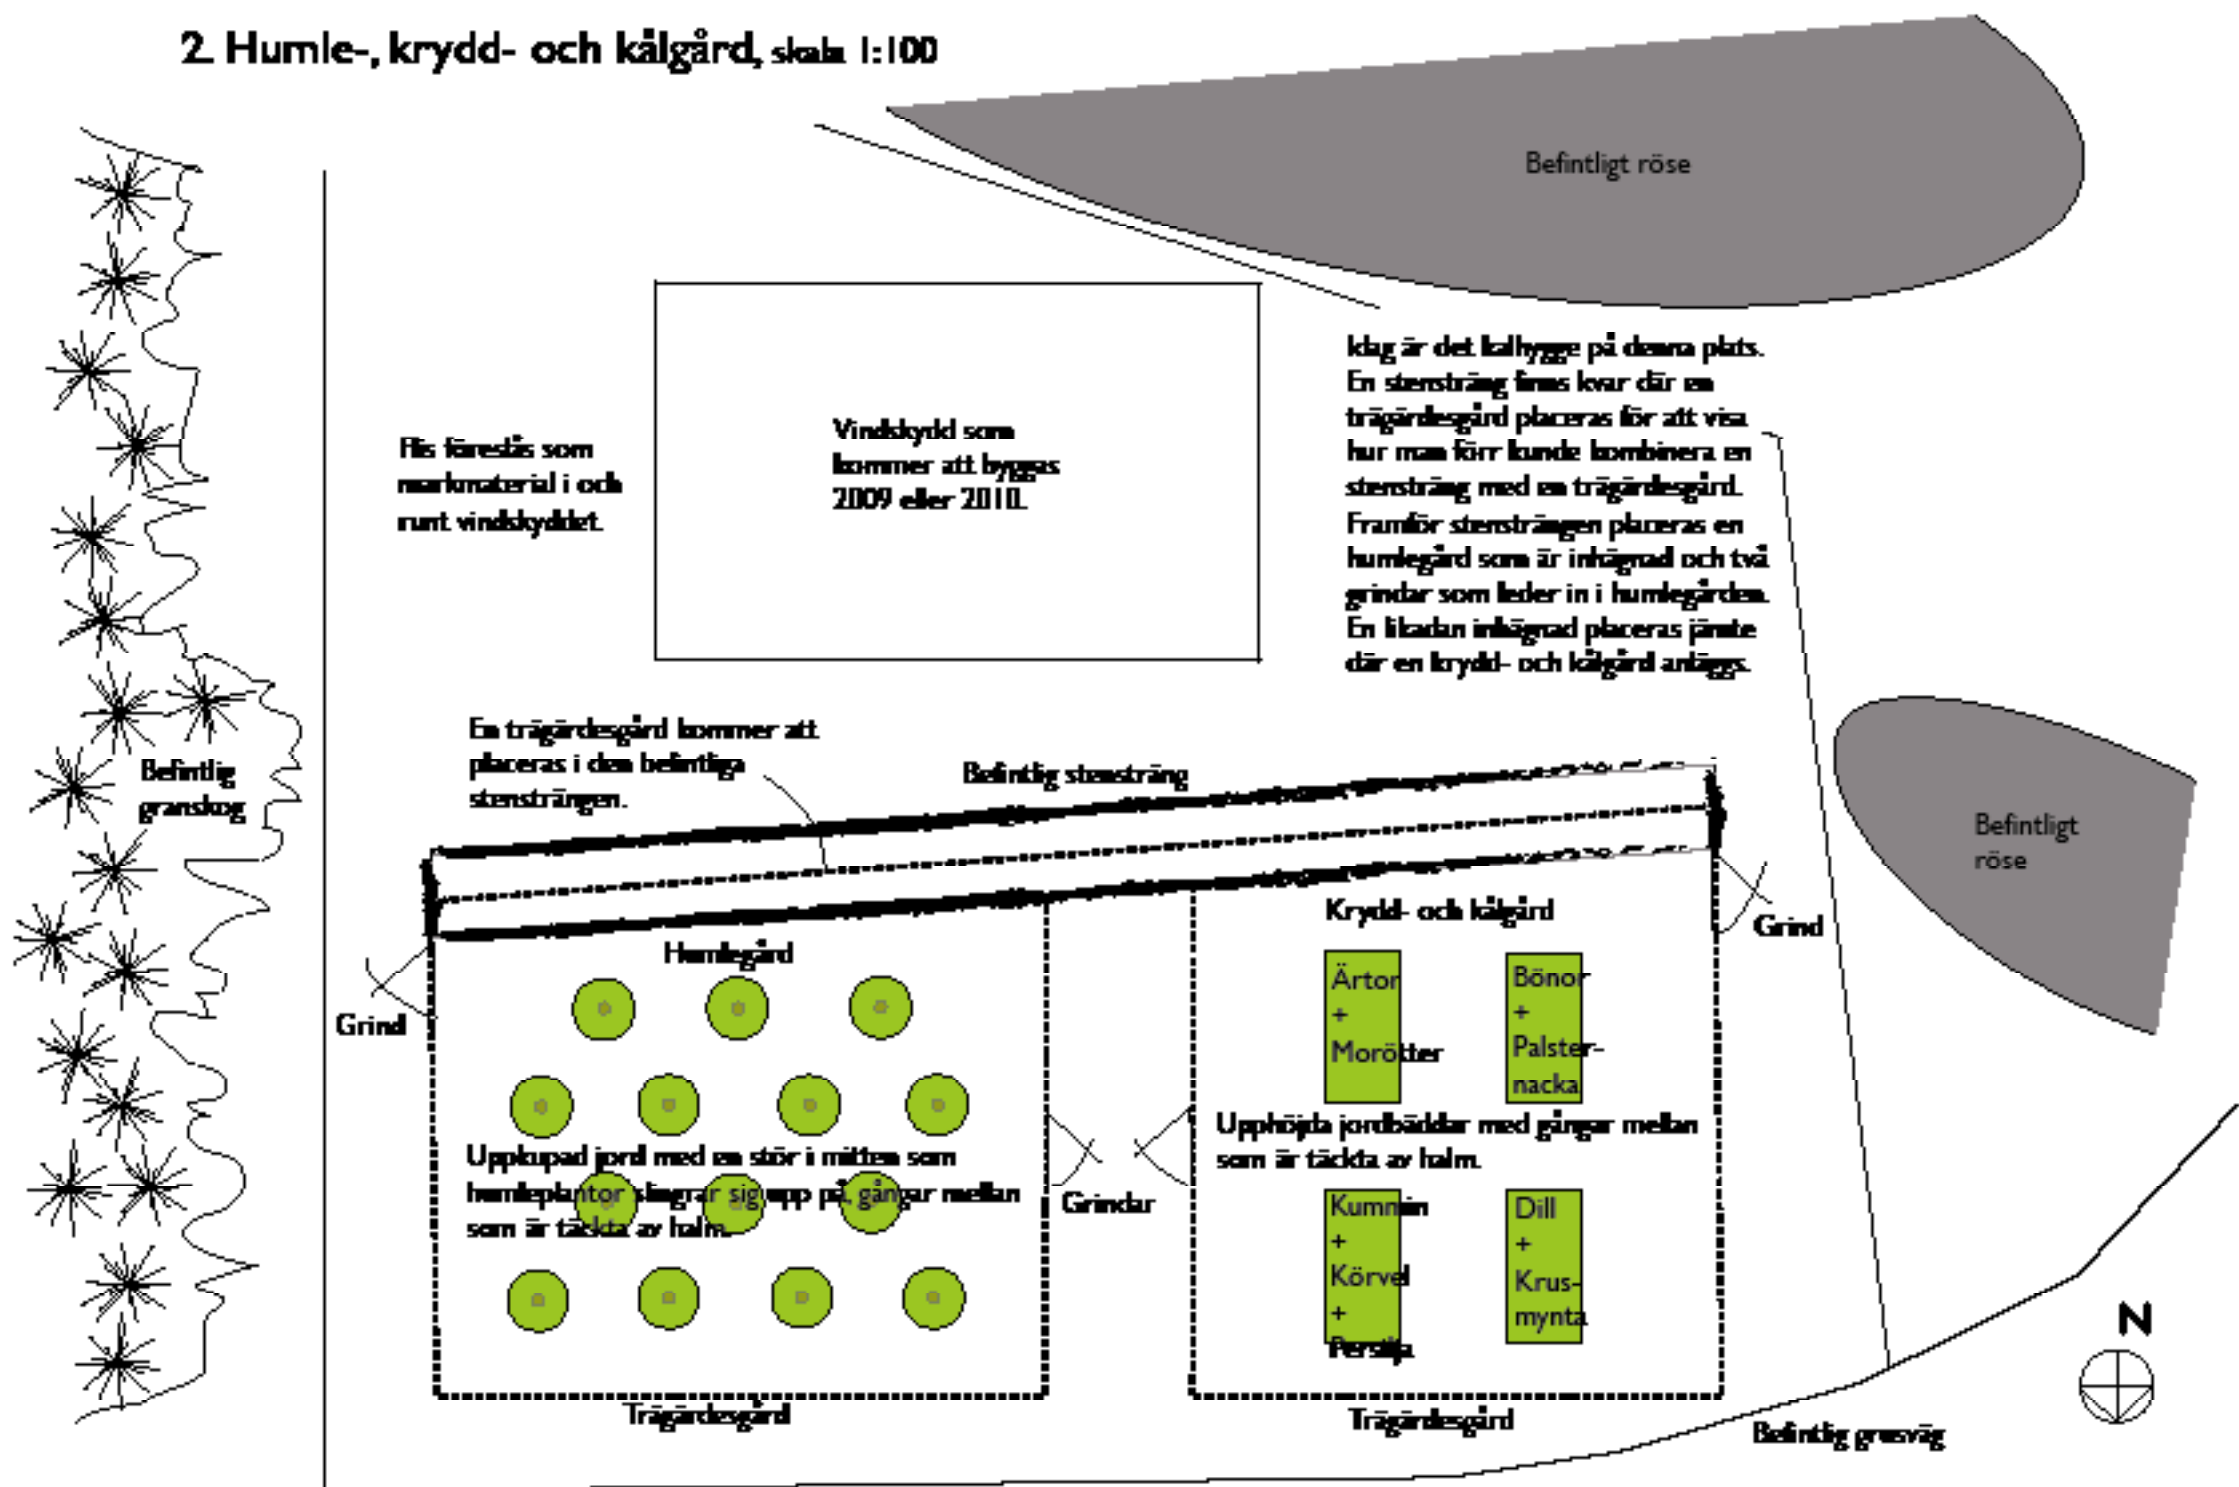 2. Humle-, krydd- och kålgård, skala 1:100
Befintligt röse
Idag är det kalhygge på denna plats.
En stensträng finns kvar där en
trägärdesgård placeras för att visa
hur man förr kunde kombinera en
stensträng med en trägärdesgård.
Framför stensträngen placeras en
humlegård som är inhägnad och två
grindar som leder in i humlegården.
En likadan inhägnad placeras jämte
där en krydd- och kålgård anläggs.
Vindskydd som
kommer att byggas
2009 eller 2010.
Flis föreslås som
markmaterial i och
runt vindskyddet.
En trägärdesgård kommer att
placeras i den befintliga
stensträngen.
Befintlig stensträng
Befintlig
granskog
Befintligt
röse
Krydd- och kålgård
Grind
Humlegård
Grind
Ärtor
+
Morötter
Bönor
+
Palster-
nacka
Upphöjda jordbäddar med gångar mellan
som är täckta av halm.
Uppkupad jord med en stör i mitten som
humleplantor slingrar sig upp på, gångar mellan
som är täckta av halm.
Grindar
Kummin
+
Körvel
+
Persilja
Dill
+
Krus-
mynta
N
Trägärdesgård
Trägärdesgård
Befintlig grusväg